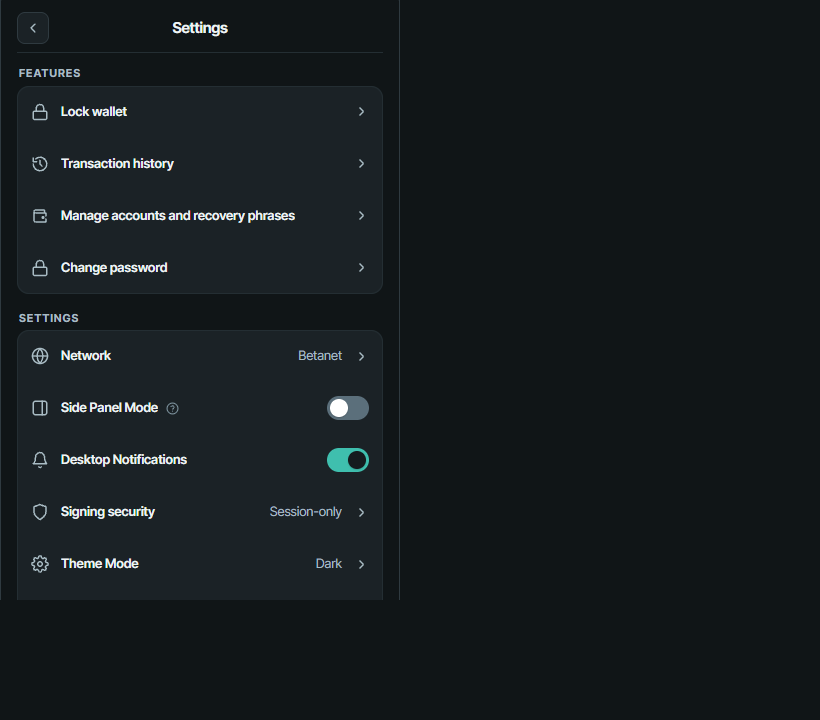 Settings
FEATURES
Lock wallet
Transaction history
Manage accounts and recovery phrases
Change password
SETTINGS
Network Betanet
Side Panel Mode
Desktop Notifications
Signing security Session-only
Theme Mode Dark